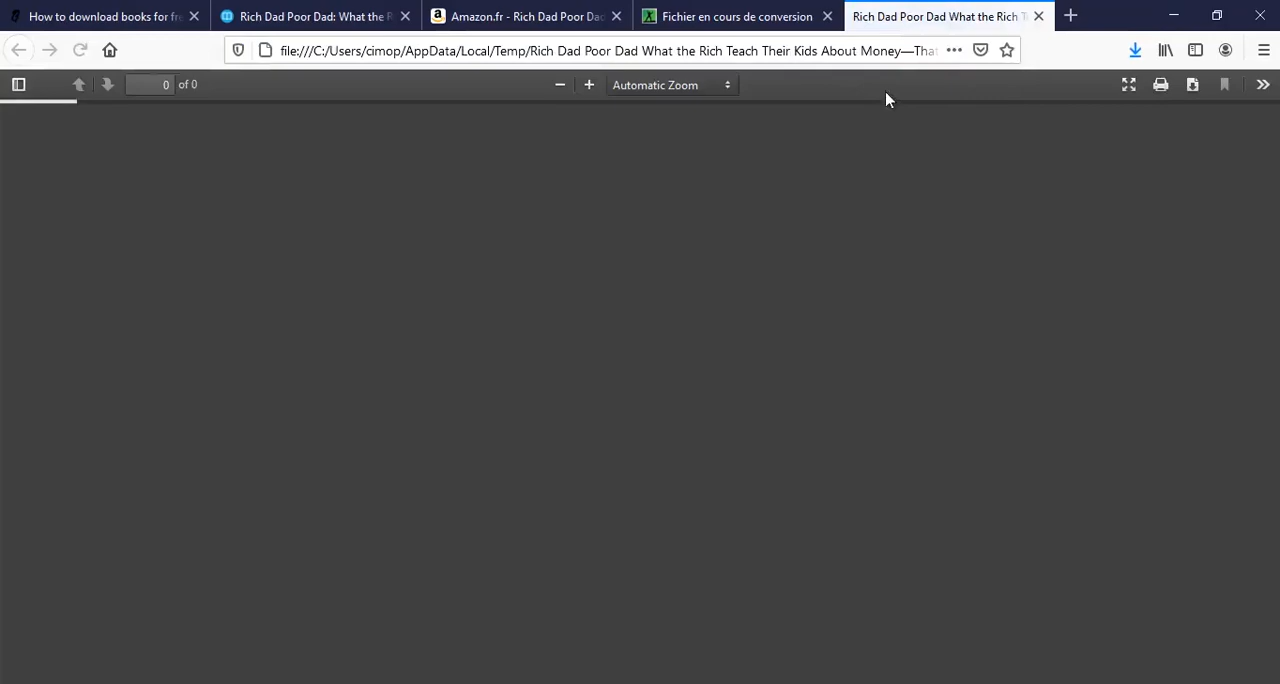 How to download books for fr
Rich Dad Poor Dad: What the R
Amazon.fr - Rich Dad Poor Dad
Fichier en cours de conversion
Rich Dad Poor Dad What the Rich T
file:///C:/Users/cimop/AppData/Local/Temp/Rich Dad Poor Dad What the Rich Teach Their Kids About Money—Tha
0 of 0
Automatic Zoom